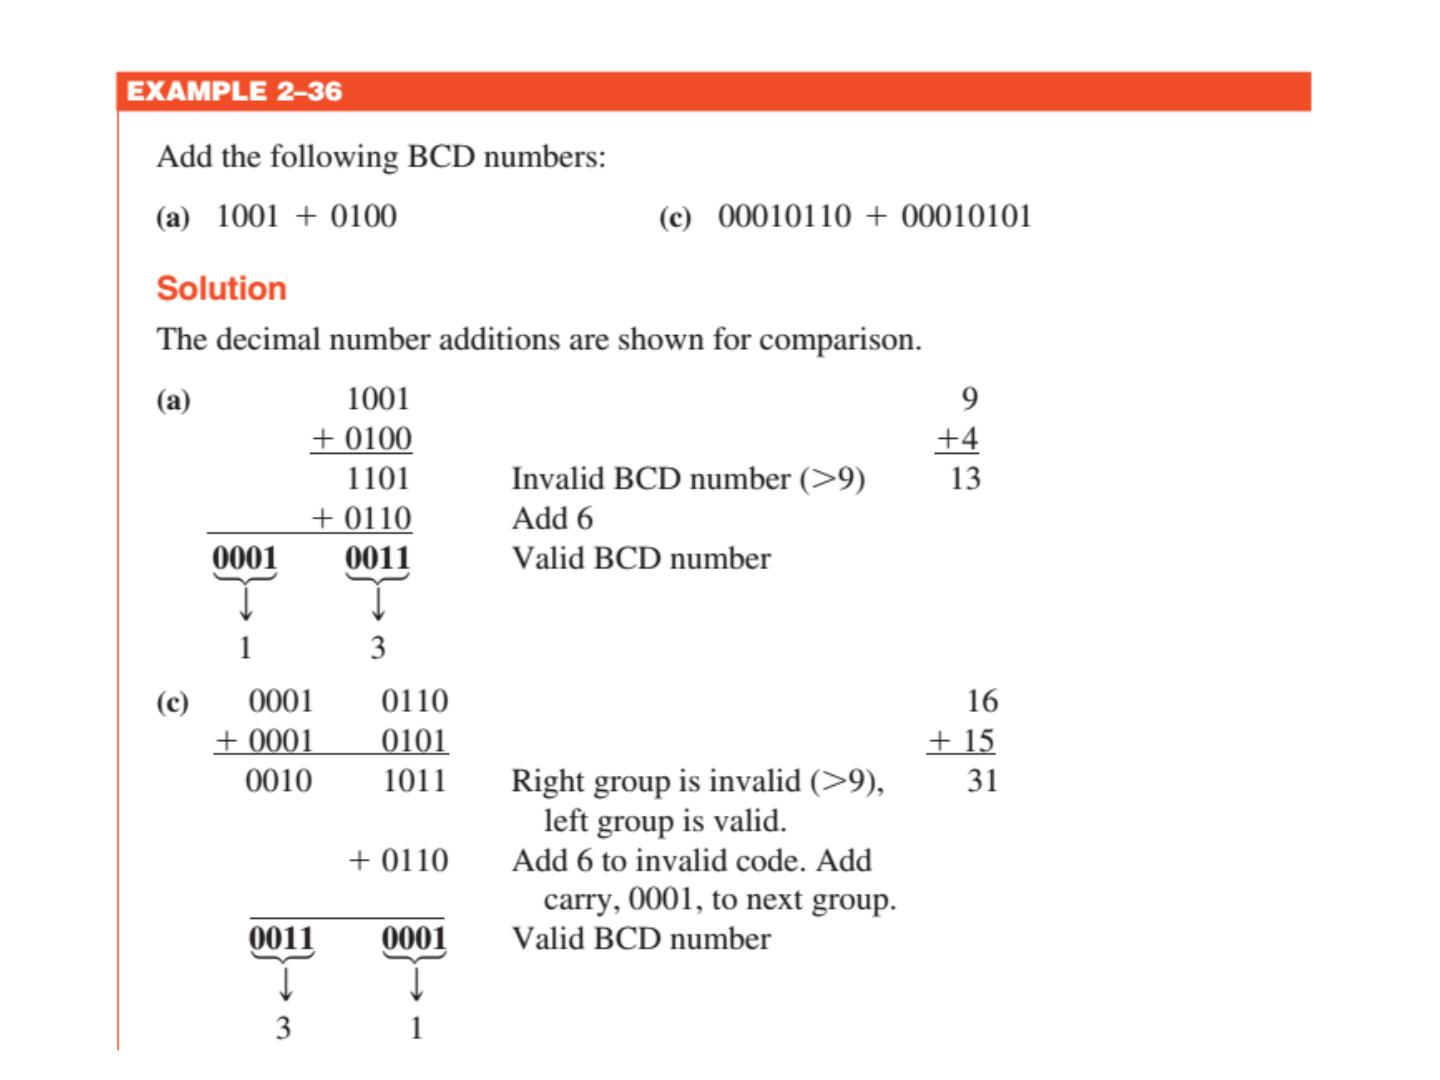 EXAMPLE 2–36
Add the following BCD numbers:
(a) 1001 + 0100 (c) 00010110 + 00010101
Solution
The decimal number additions are shown for comparison.
(a) 1001 9
+ 0100 +4
1101 Invalid BCD number (>9) 13
+ 0110 Add 6
0001 0011 Valid BCD number
1 3
(c) 0001 0110 16
+ 0001 0101 + 15
0010 1011 Right group is invalid (>9), 31
left group is valid.
+ 0110 Add 6 to invalid code. Add
carry, 0001, to next group.
0011 0001 Valid BCD number
3 1